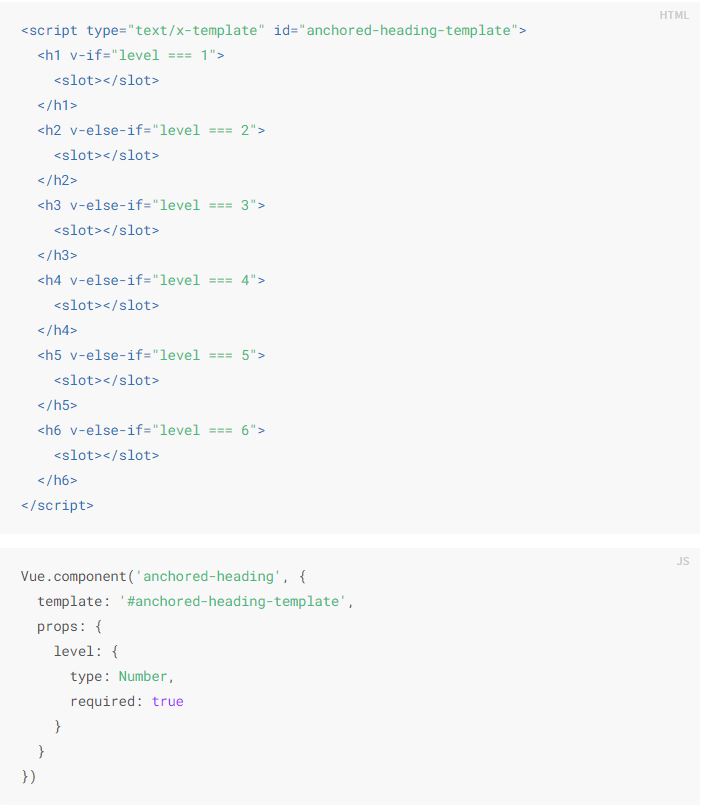 HTML
<script type="text/x-template" id="anchored-heading-template">
  <h1 v-if="level === 1">
    <slot></slot>
  </h1>
  <h2 v-else-if="level === 2">
    <slot></slot>
  </h2>
  <h3 v-else-if="level === 3">
    <slot></slot>
  </h3>
  <h4 v-else-if="level === 4">
    <slot></slot>
  </h4>
  <h5 v-else-if="level === 5">
    <slot></slot>
  </h5>
  <h6 v-else-if="level === 6">
    <slot></slot>
  </h6>
</script>
JS
Vue.component('anchored-heading', {
  template: '#anchored-heading-template',
  props: {
    level: {
      type: Number,
      required: true
    }
  }
})